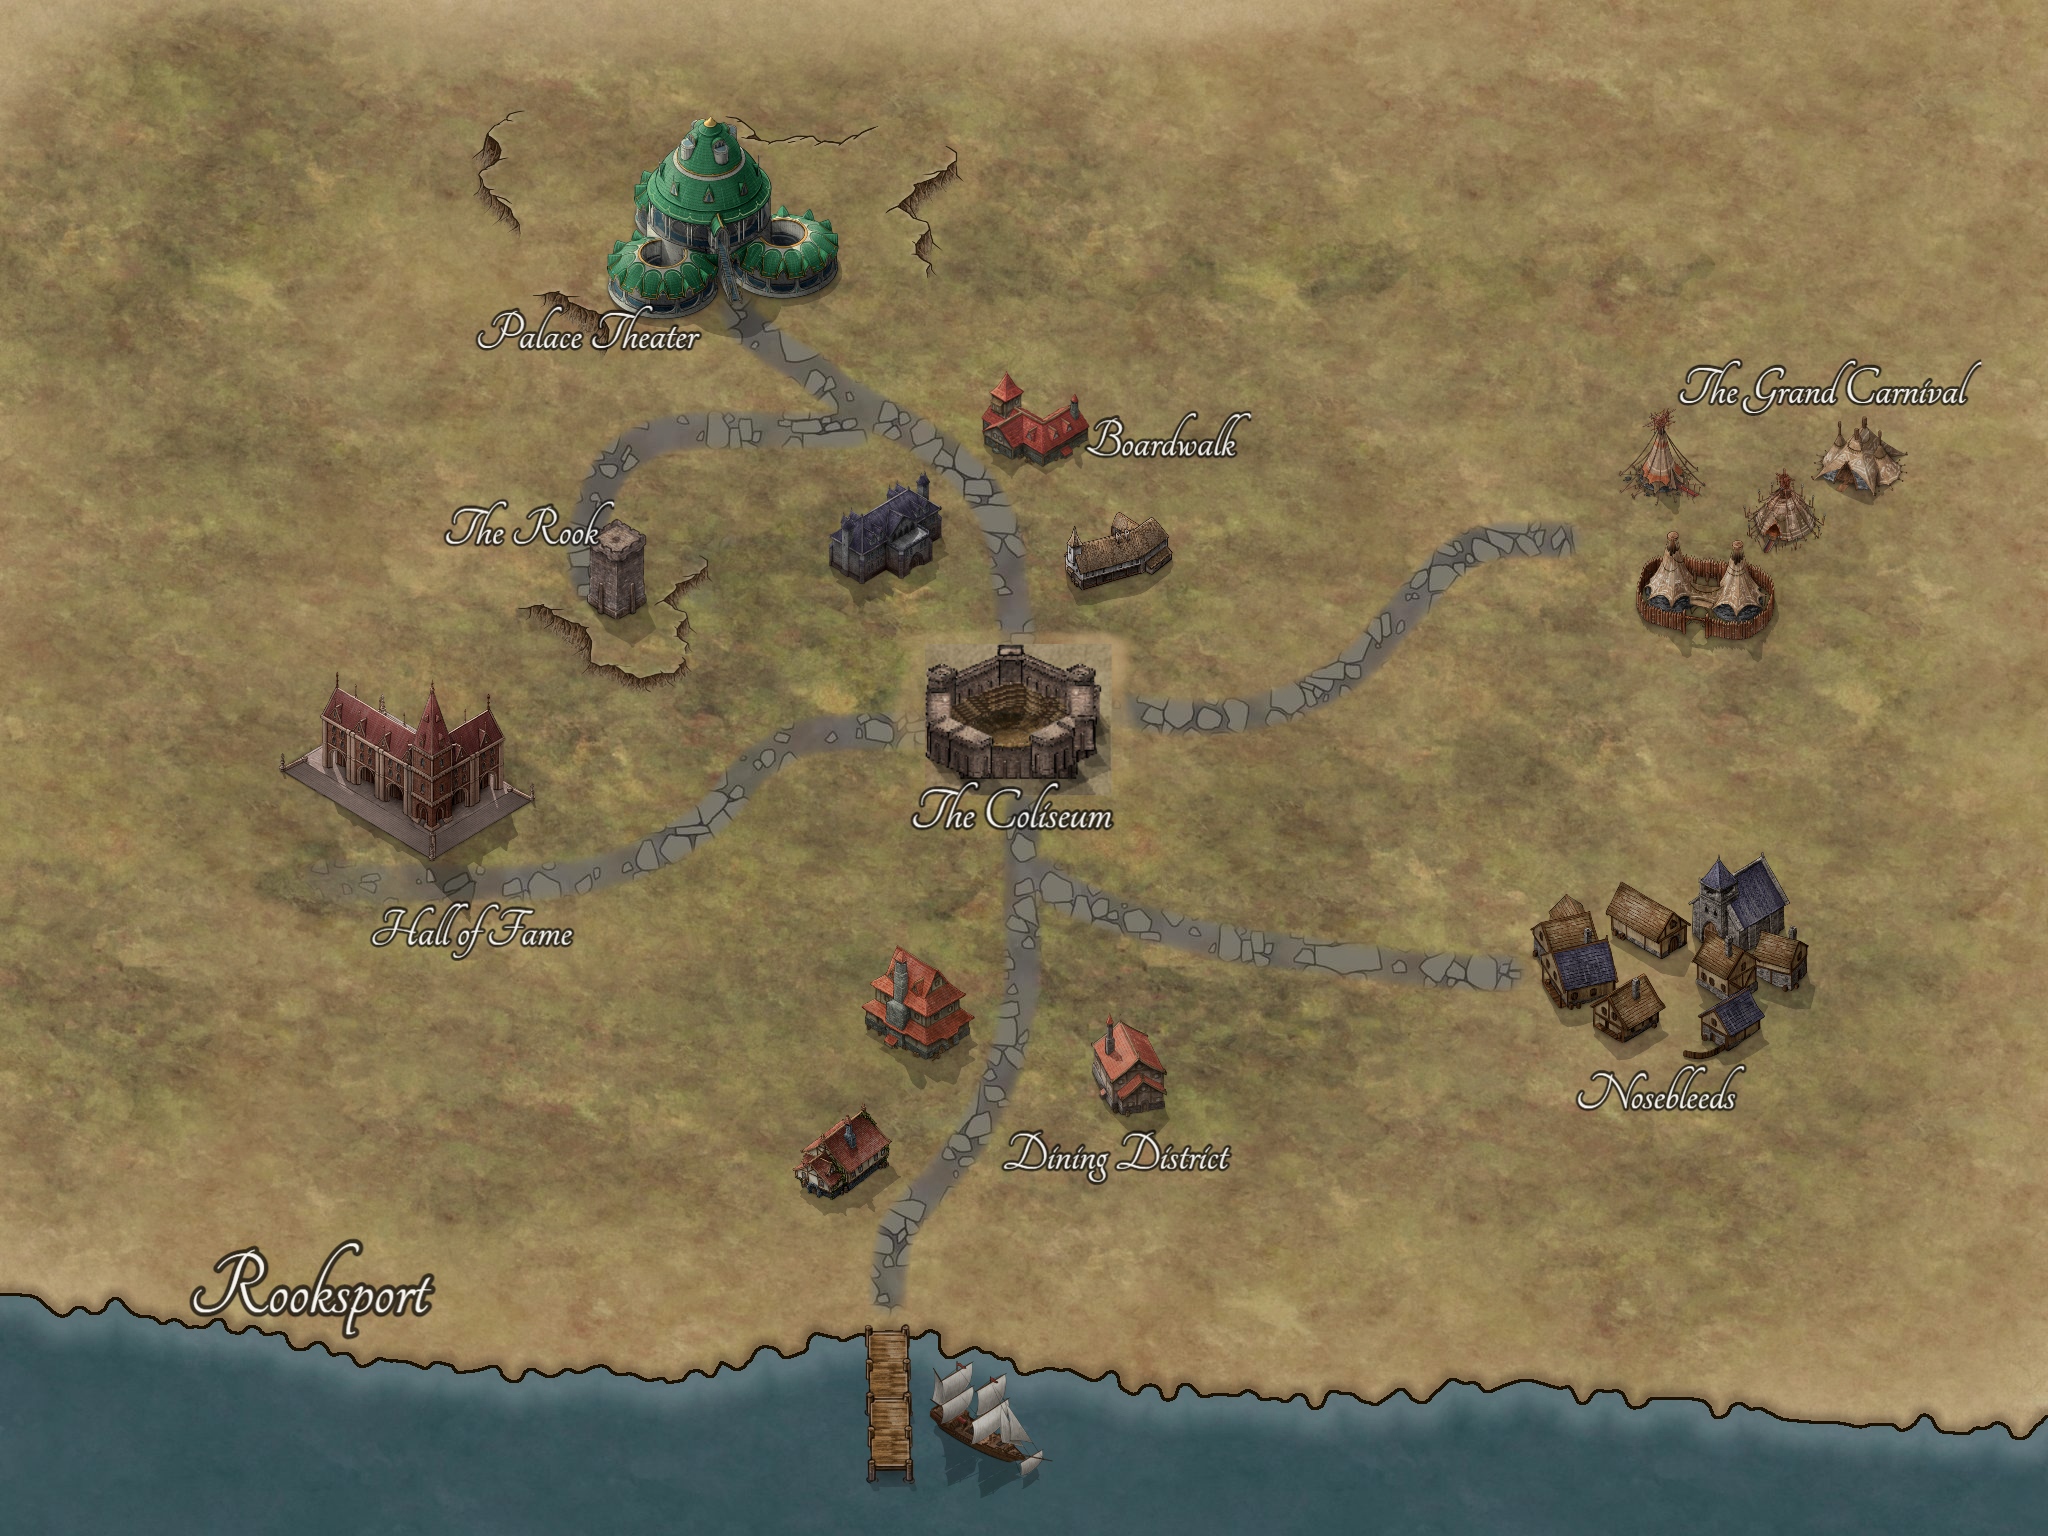 Palace Theater
The Grand Carnival
Boardwalk
The Rook
The Coliseum
Hall of Fame
Nosebleeds
Dining District
Rooksport